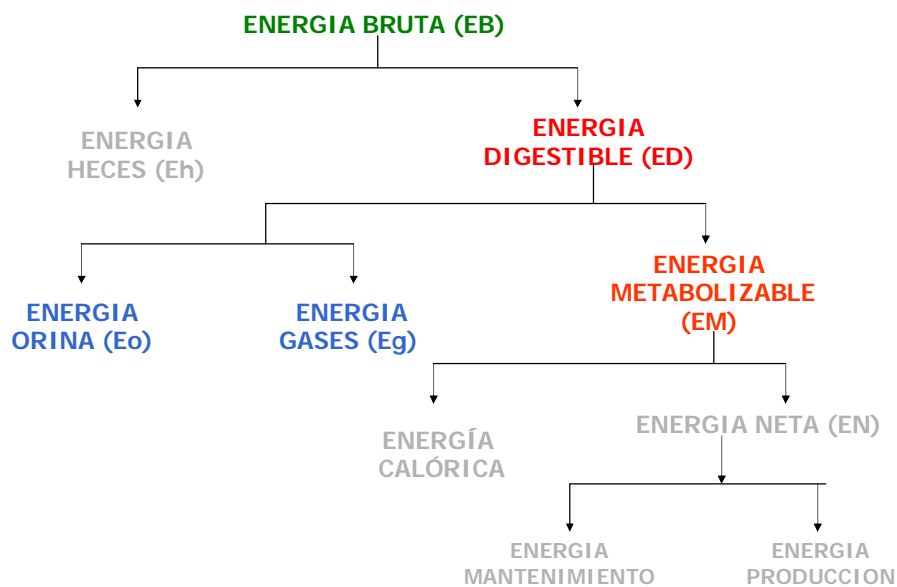 ENERGIA BRUTA (EB)
ENERGIA
HECES (Eh)
ENERGIA
DIGESTIBLE (ED)
ENERGIA
ORINA (Eo)
ENERGIA
GASES (Eg)
ENERGIA
METABOLIZABLE
(EM)
ENERGÍA
CALÓRICA
ENERGIA NETA (EN)
ENERGIA
MANTENIMIENTO
ENERGIA
PRODUCCION